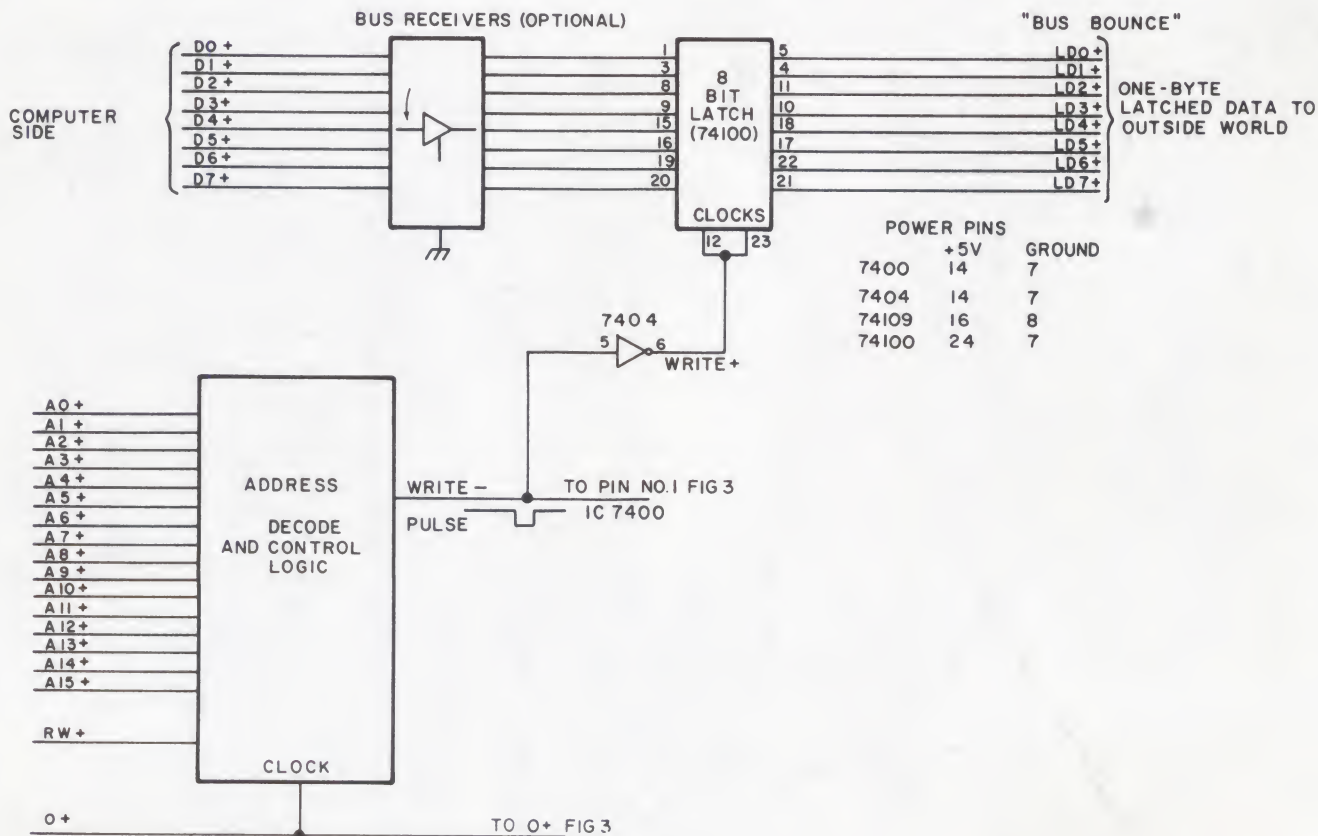 BUS RECEIVERS (OPTIONAL)
"BUS BOUNCE"
COMPUTER
SIDE
D0+
D1+
D2+
D3+
D4+
D5+
D6+
D7+
1
3
8
9
15
16
19
20
8
BIT
LATCH
(74100)
CLOCKS
12 23
5
4
11
10
18
17
22
21
LD0+
LD1+
LD2+
LD3+
LD4+
LD5+
LD6+
LD7+
ONE-BYTE
LATCHED DATA TO
OUTSIDE WORLD
POWER PINS
+5V GROUND
7400 14 7
7404 14 7
74109 16 8
74100 24 7
7404
5 6
WRITE+
A0+
A1+
A2+
A3+
A4+
A5+
A6+
A7+
A8+
A9+
A10+
A11+
A12+
A13+
A14+
A15+
RW+
ADDRESS
DECODE
AND CONTROL
LOGIC
CLOCK
WRITE-
PULSE
TO PIN NO.1 FIG 3
IC 7400
O+
TO O+ FIG 3